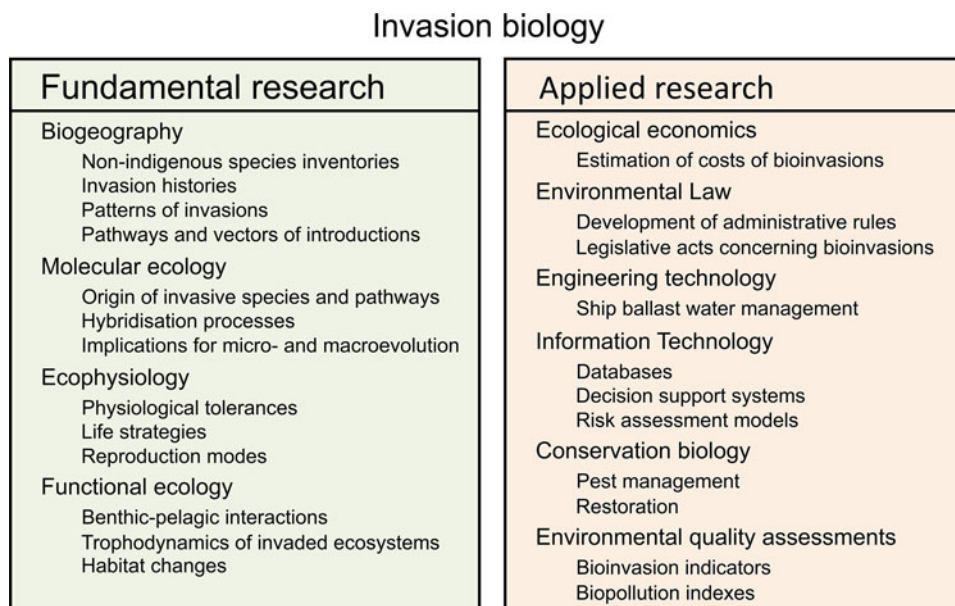 Invasion biology
Fundamental research
Biogeography
Non-indigenous species inventories
Invasion histories
Patterns of invasions
Pathways and vectors of introductions
Molecular ecology
Origin of invasive species and pathways
Hybridisation processes
Implications for micro- and macroevolution
Ecophysiology
Physiological tolerances
Life strategies
Reproduction modes
Functional ecology
Benthic-pelagic interactions
Trophodynamics of invaded ecosystems
Habitat changes
Applied research
Ecological economics
Estimation of costs of bioinvasions
Environmental Law
Development of administrative rules
Legislative acts concerning bioinvasions
Engineering technology
Ship ballast water management
Information Technology
Databases
Decision support systems
Risk assessment models
Conservation biology
Pest management
Restoration
Environmental quality assessments
Bioinvasion indicators
Biopollution indexes